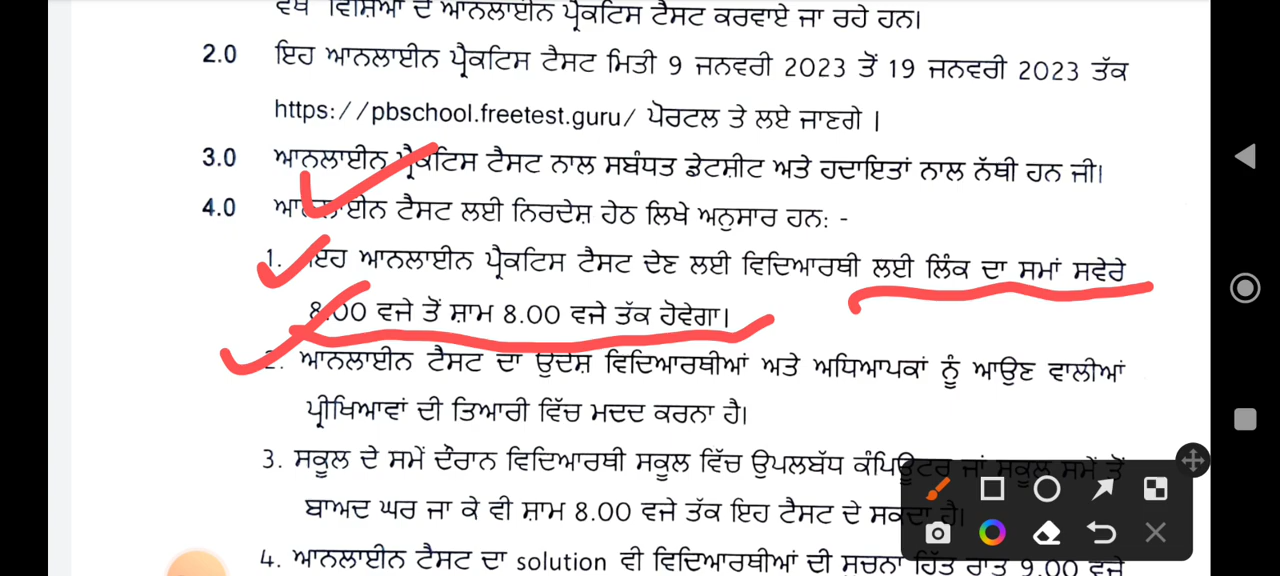 ਵੱਖ ਵਿਸ਼ਿਆਂ ਦੇ ਆਨਲਾਈਨ ਪ੍ਰੈਕਟਿਸ ਟੈਸਟ ਕਰਵਾਏ ਜਾ ਰਹੇ ਹਨ।
2.0 ਇਹ ਆਨਲਾਈਨ ਪ੍ਰੈਕਟਿਸ ਟੈਸਟ ਮਿਤੀ 9 ਜਨਵਰੀ 2023 ਤੋਂ 19 ਜਨਵਰੀ 2023 ਤੱਕ
https://pbschool.freetest.guru/ ਪੋਰਟਲ ਤੇ ਲਏ ਜਾਣਗੇ ।
3.0 ਆਨਲਾਈਨ ਪ੍ਰੈਕਟਿਸ ਟੈਸਟ ਨਾਲ ਸਬੰਧਤ ਡੇਟਸ਼ੀਟ ਅਤੇ ਹਦਾਇਤਾਂ ਨਾਲ ਨੱਥੀ ਹਨ ਜੀ।
4.0 ਆਨਲਾਈਨ ਟੈਸਟ ਲਈ ਨਿਰਦੇਸ਼ ਹੇਠ ਲਿਖੇ ਅਨੁਸਾਰ ਹਨ: -
1. ਇਹ ਆਨਲਾਈਨ ਪ੍ਰੈਕਟਿਸ ਟੈਸਟ ਦੇਣ ਲਈ ਵਿਦਿਆਰਥੀ ਲਈ ਲਿੰਕ ਦਾ ਸਮਾਂ ਸਵੇਰੇ
8.00 ਵਜੇ ਤੋਂ ਸ਼ਾਮ 8.00 ਵਜੇ ਤੱਕ ਹੋਵੇਗਾ।
2. ਆਨਲਾਈਨ ਟੈਸਟ ਦਾ ਉਦੇਸ਼ ਵਿਦਿਆਰਥੀਆਂ ਅਤੇ ਅਧਿਆਪਕਾਂ ਨੂੰ ਆਉਣ ਵਾਲੀਆਂ
ਪ੍ਰੀਖਿਆਵਾਂ ਦੀ ਤਿਆਰੀ ਵਿੱਚ ਮਦਦ ਕਰਨਾ ਹੈ।
3. ਸਕੂਲ ਦੇ ਸਮੇਂ ਦੌਰਾਨ ਵਿਦਿਆਰਥੀ ਸਕੂਲ ਵਿੱਚ ਉਪਲਬੱਧ ਕੰਪਿਊਟਰ ਜਾਂ ਸਕੂਲ ਸਮੇਂ ਤੋਂ
ਬਾਅਦ ਘਰ ਜਾ ਕੇ ਵੀ ਸ਼ਾਮ 8.00 ਵਜੇ ਤੱਕ ਇਹ ਟੈਸਟ ਦੇ ਸਕਦਾ ਹੈ।
4. ਆਨਲਾਈਨ ਟੈਸਟ ਦਾ solution ਵੀ ਵਿਦਿਆਰਥੀਆਂ ਦੀ ਸੂਚਨਾ ਹਿੱਤ ਰਾਤ 9.00 ਵਜੇ